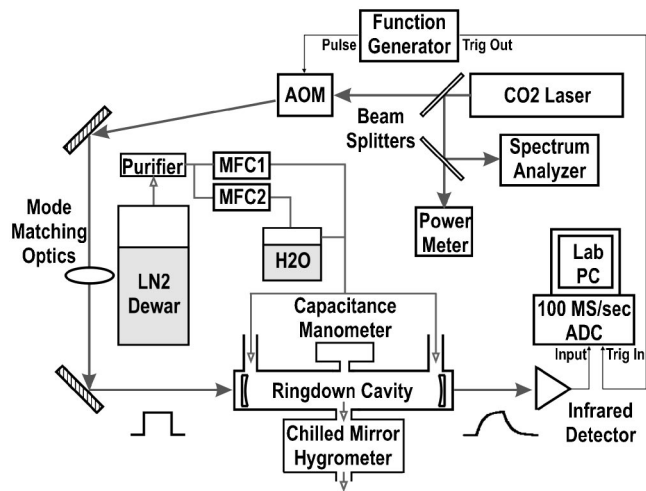 Function
Generator
Pulse
Trig Out
AOM
CO2 Laser
Beam
Splitters
Spectrum
Analyzer
Power
Meter
Purifier
MFC1
MFC2
Mode
Matching
Optics
LN2
Dewar
H2O
Lab
PC
100 MS/sec
ADC
Input
Trig In
Capacitance
Manometer
Ringdown Cavity
Infrared
Detector
Chilled Mirror
Hygrometer